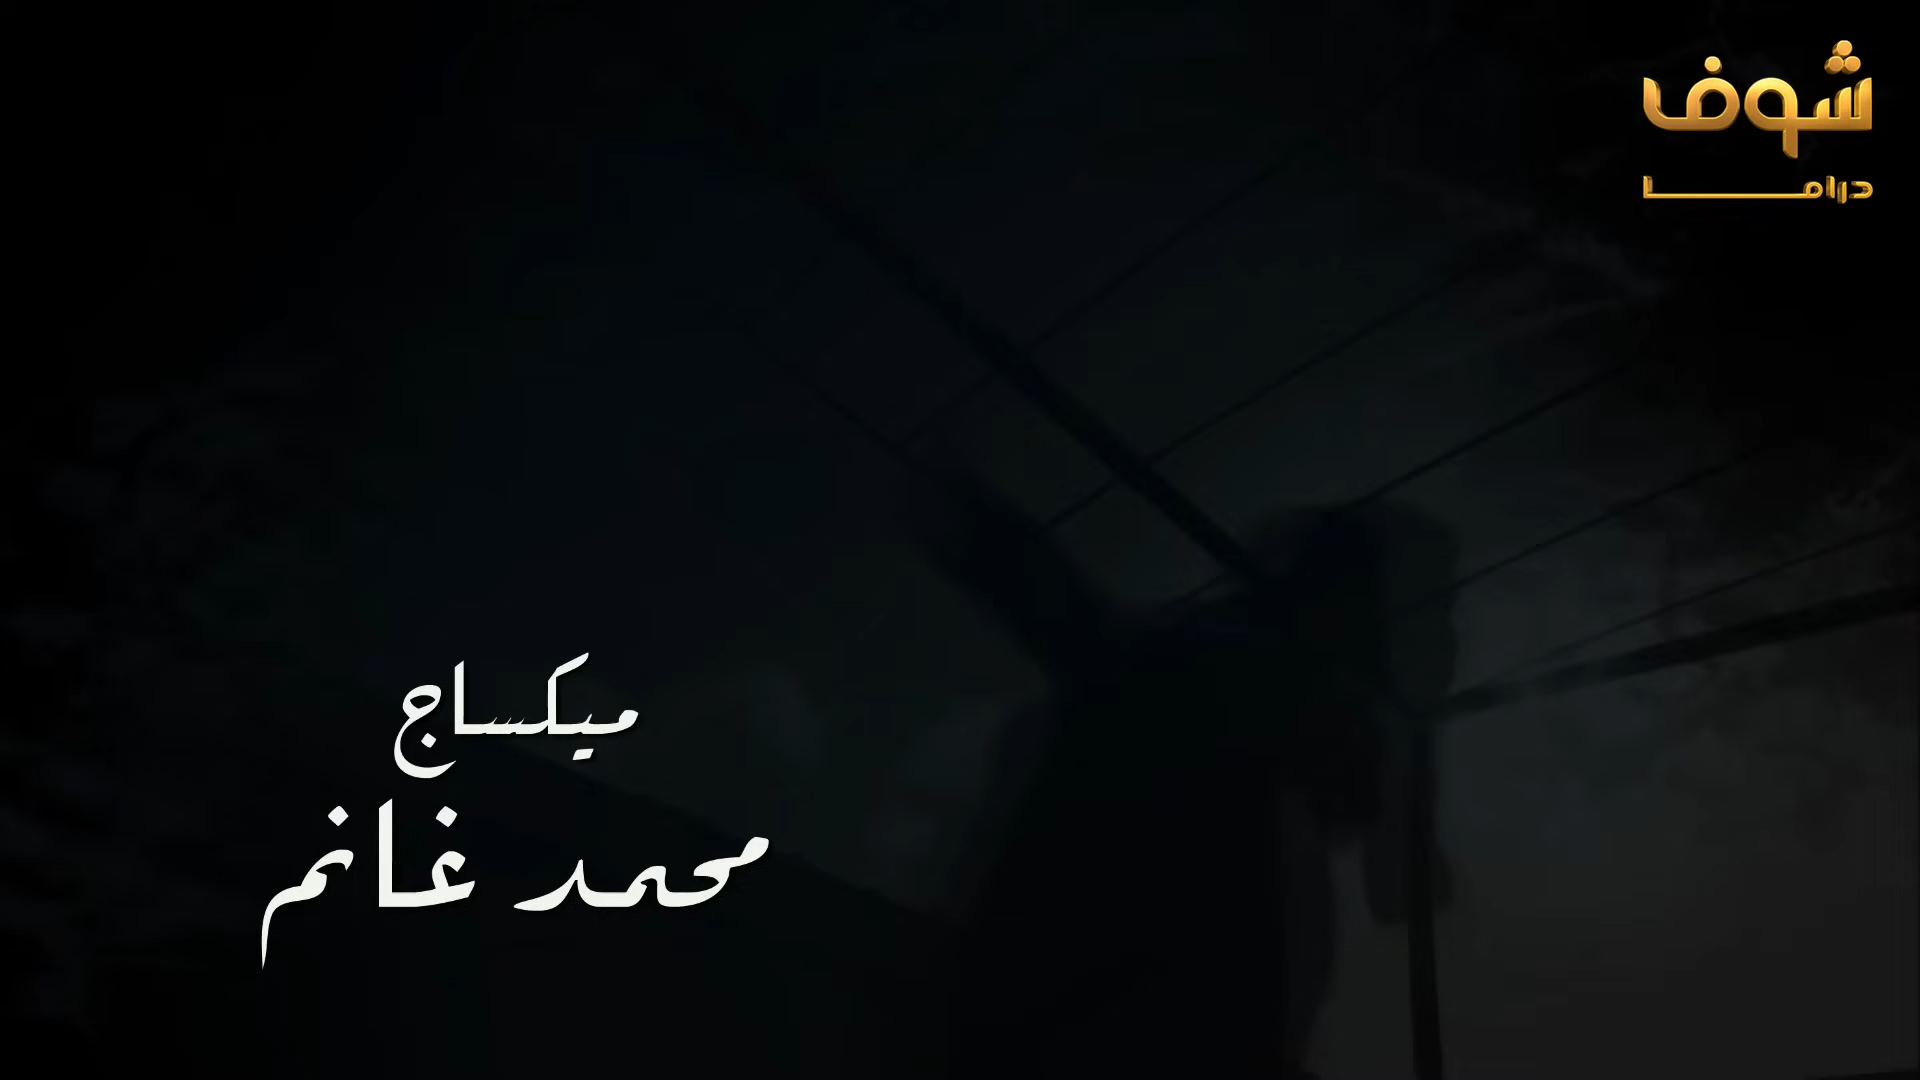 شوف
دراما
ميكساج
محمد غانم